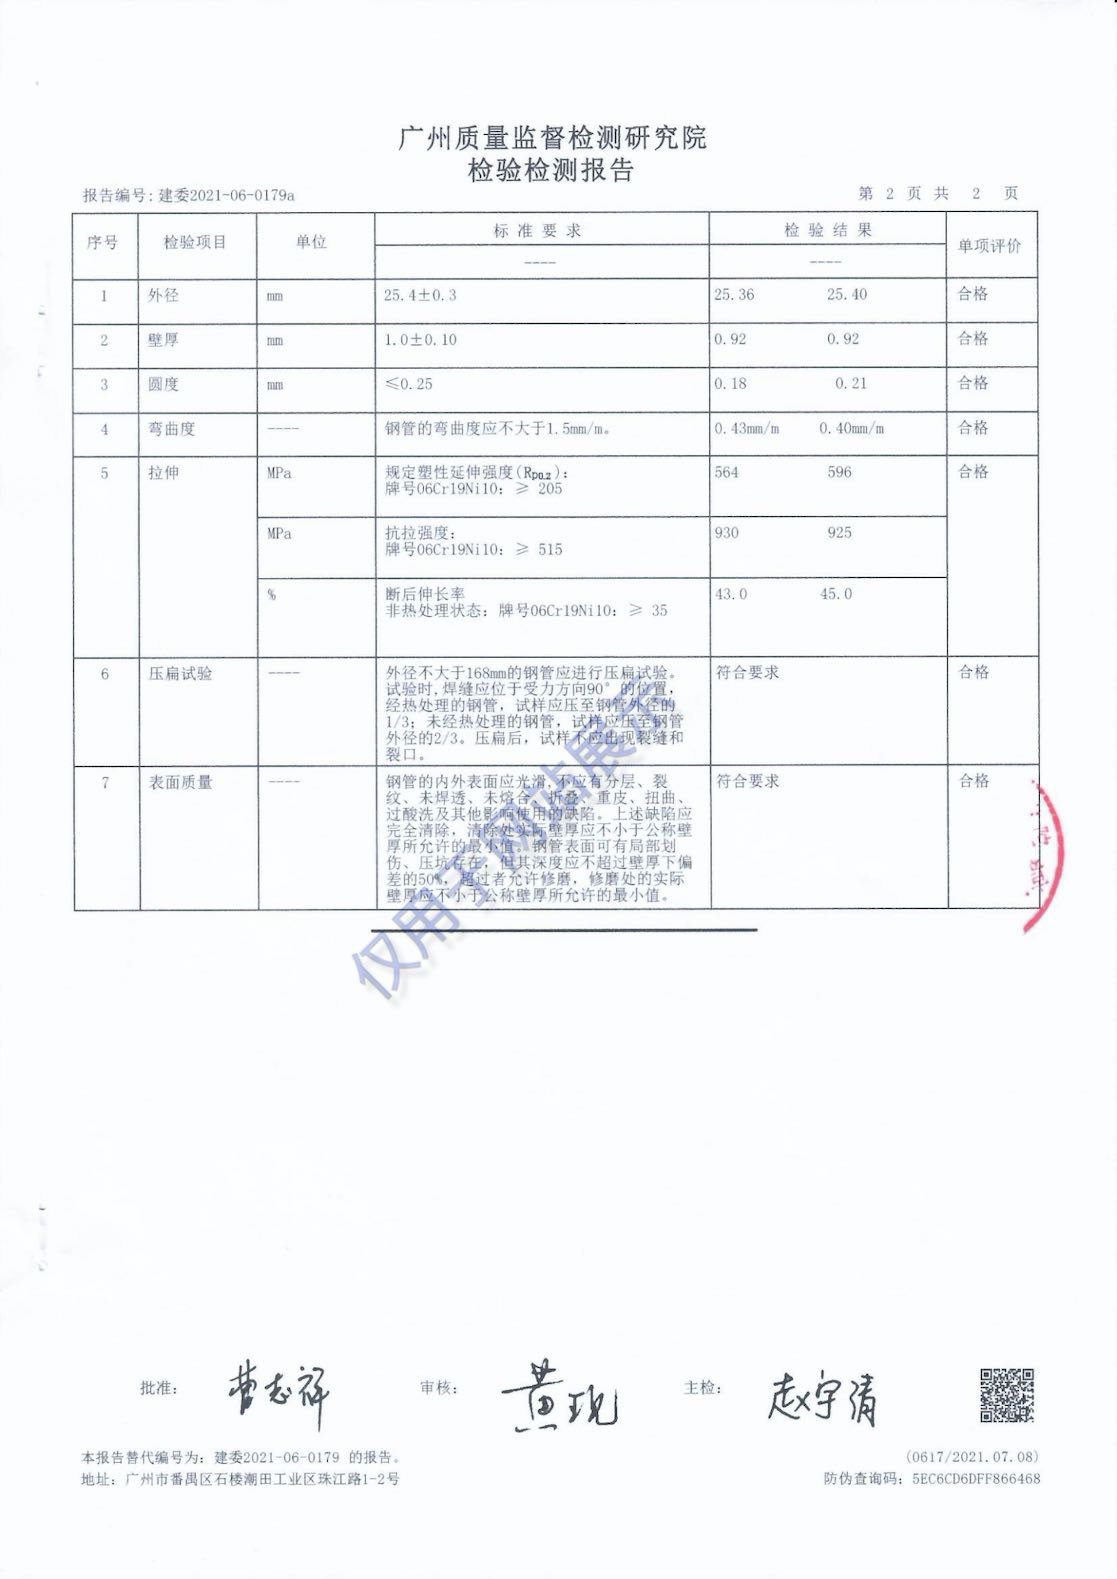 广州质量监督检测研究院
检验检测报告
报告编号: 建委2021-06-0179a
第 2 页 共 2 页
序号 检验项目 单位 标 准 要 求 检 验 结 果 单项评价
---- ----
1 外径 mm 25.4±0.3 25.36 25.40 合格
2 壁厚 mm 1.0±0.10 0.92 0.92 合格
3 圆度 mm ≤0.25 0.18 0.21 合格
4 弯曲度 ---- 钢管的弯曲度应不大于1.5mm/m。 0.43mm/m 0.40mm/m 合格
5 拉伸 MPa 规定塑性延伸强度(Rp0.2): 564 596 合格
牌号06Cr19Ni10: ≥ 205
MPa 抗拉强度: 930 925
牌号06Cr19Ni10: ≥ 515
% 断后伸长率 43.0 45.0
非热处理状态: 牌号06Cr19Ni10: ≥ 35
6 压扁试验 ---- 外径不大于168mm的钢管应进行压扁试验。 符合要求 合格
试验时,焊缝应位于受力方向90°的位置,
经热处理的钢管, 试样应压至钢管外径的
1/3; 未经热处理的钢管, 试样应压至钢管
外径的2/3。压扁后, 试样不应出现裂缝和
裂口。
7 表面质量 ---- 钢管的内外表面应光滑,不应有分层、裂 符合要求 合格
纹、未焊透、未熔合、折叠、重皮、扭曲、
过酸洗及其他影响使用的缺陷。上述缺陷应
完全清除, 清除处实际壁厚应不小于公称壁
厚所允许的最小值。钢管表面可有局部划
伤、压坑存在, 但其深度应不超过壁厚下偏
差的50%, 超过者允许修磨, 修磨处的实际
壁厚应不小于公称壁厚所允许的最小值。
仅用于网站展示
批准: 曹志祥 审核: 黄现 主检: 赵宇清
本报告替代编号为: 建委2021-06-0179 的报告。
(0617/2021.07.08)
地址: 广州市番禺区石楼潮田工业区珠江路1-2号
防伪查询码: 5EC6CD6DFF866468